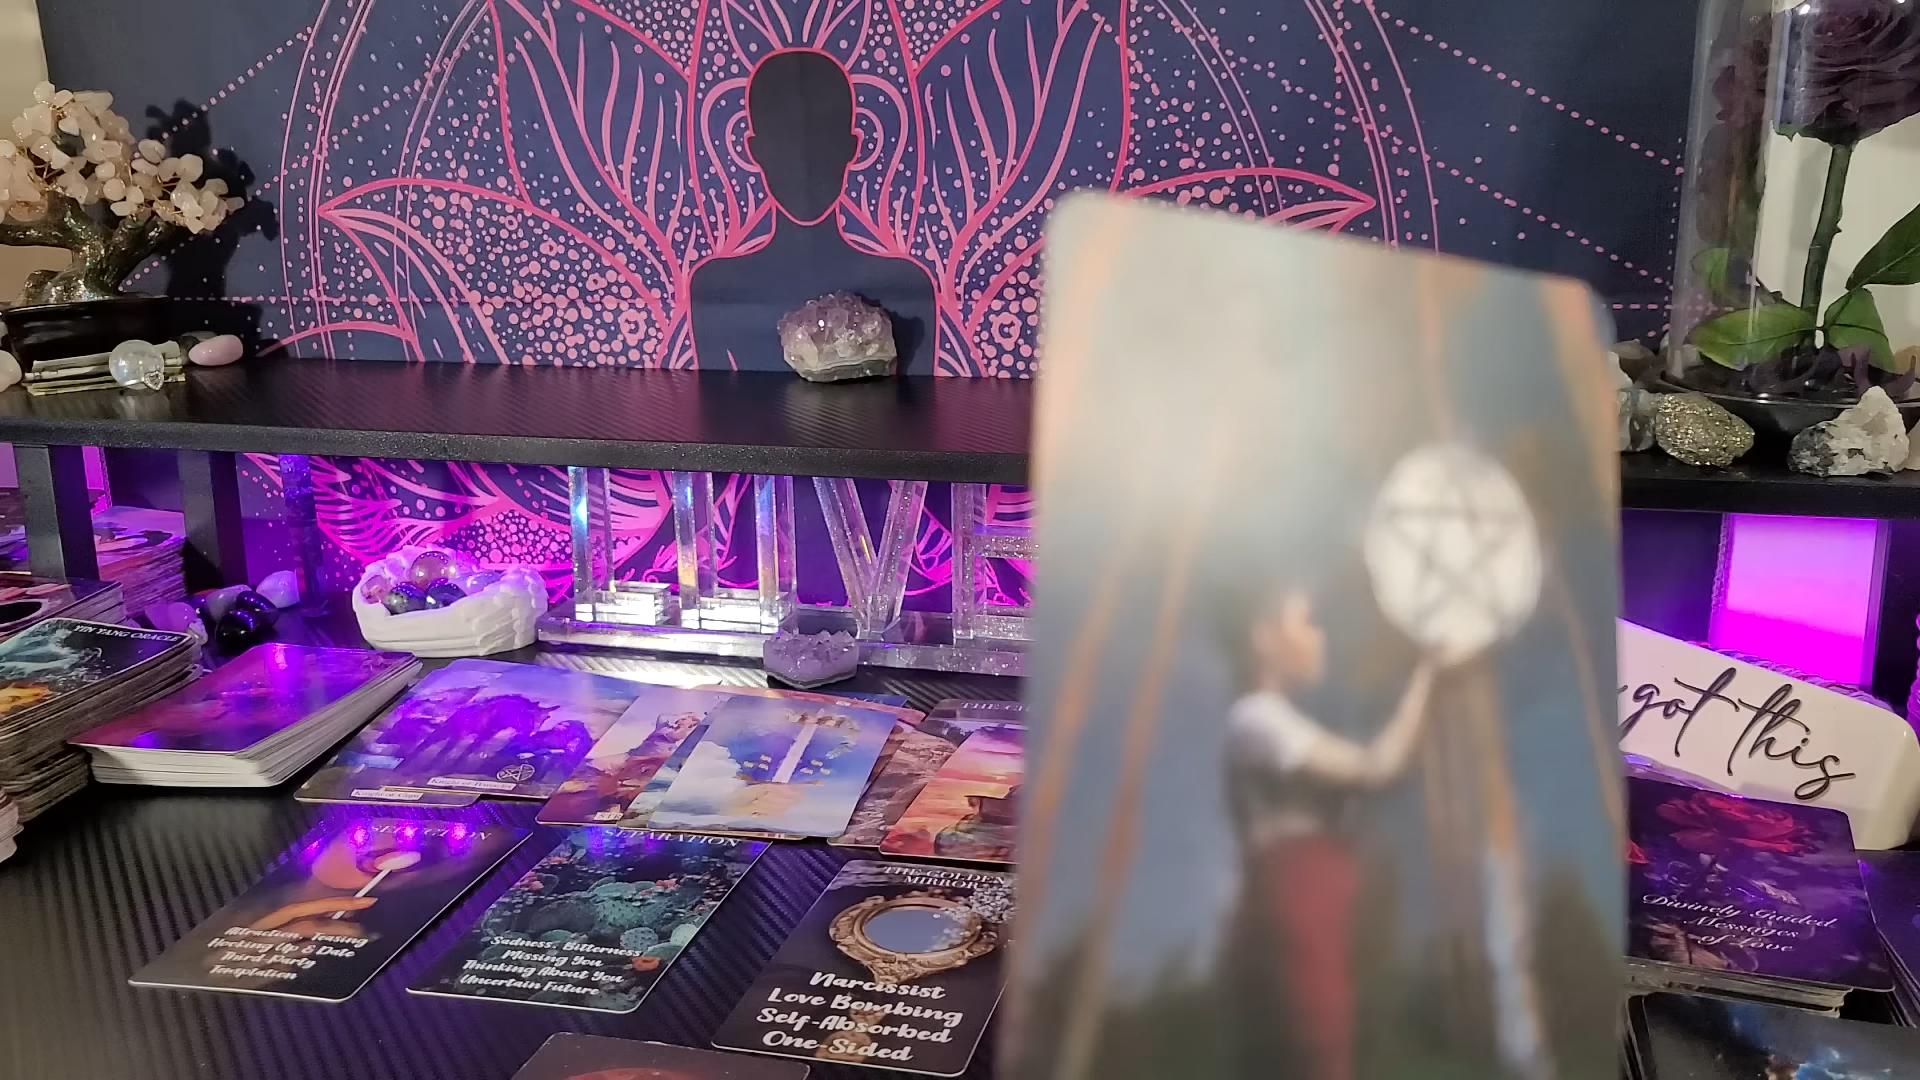 LIVE
YIN YANG ORACLE
got this
Knight of Pentacles
Knight of Cups
SEDUCTION
Attraction, Teasing
Hooking Up & Date
Third-Party
Temptation
SEPARATION
Sadness, Bitterness
Missing You
Thinking About You
Uncertain Future
THE GOLDEN
MIRROR
Narcissist
Love Bombing
Self-Absorbed
One-Sided
Divinely Guided
Messages
of Love